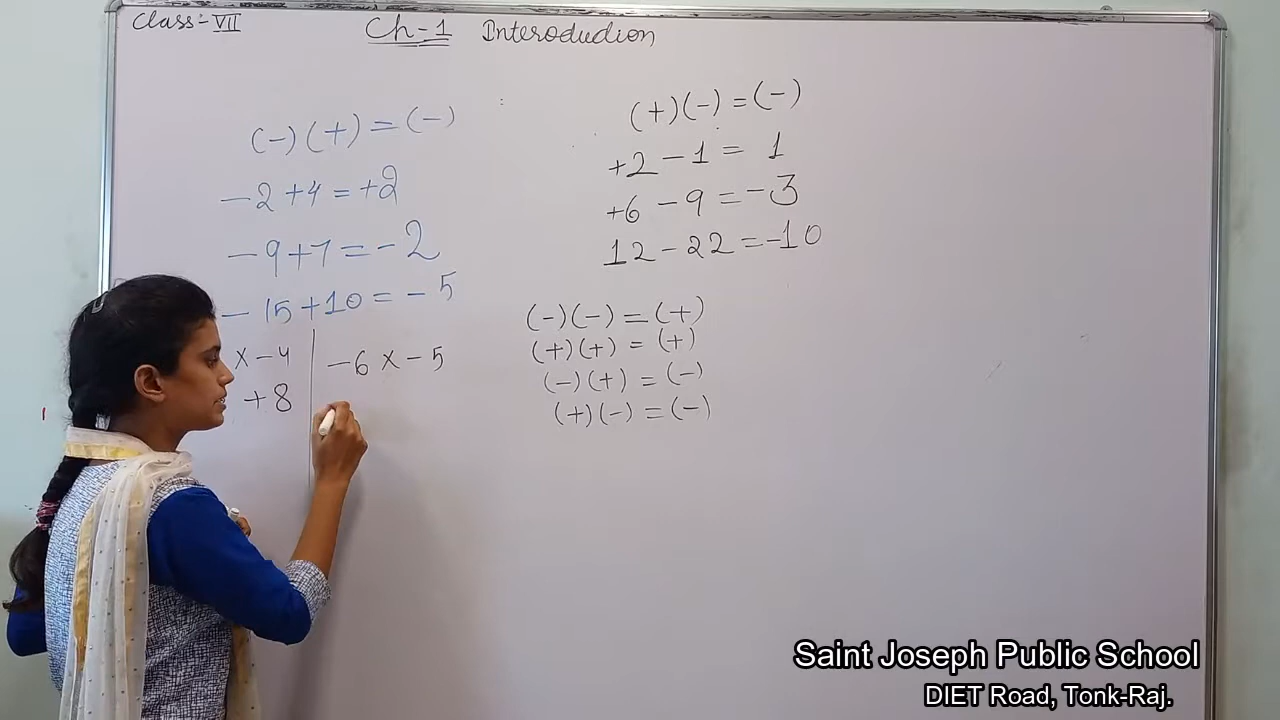 Class:- VII
Ch-1 Interodudion
(-)(+) = (-)
-2+4 = +2
-9+7 = -2
-15+10 = -5
x -4
+8
-6 x -5
(+)(-) = (-)
+2 -1 = 1
+6 -9 = -3
12-22 = -10
(-)(-) = (+)
(+)(+) = (+)
(-)(+) = (-)
(+)(-) = (-)
Saint Joseph Public School
DIET Road, Tonk-Raj.